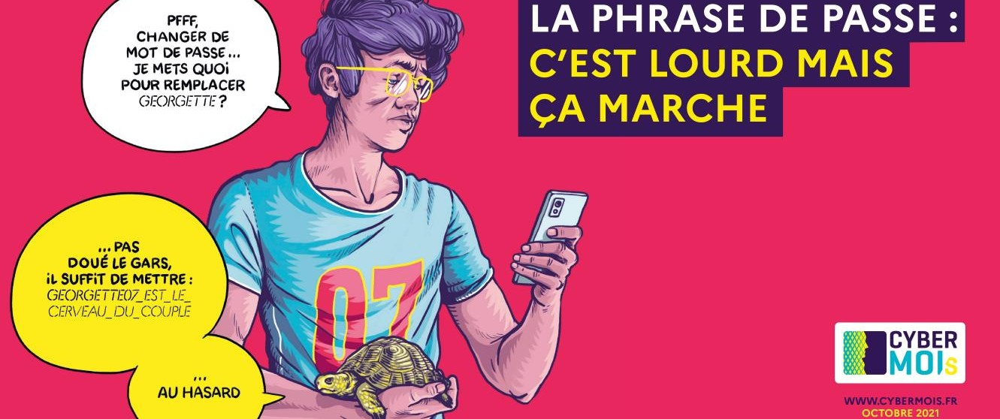 PFFF,
CHANGER DE
MOT DE PASSE...
JE METS QUOI
POUR REMPLACER
GEORGETTE ?
LA PHRASE DE PASSE :
C'EST LOURD MAIS
ÇA MARCHE
...PAS
DOUÉ LE GARS,
iL SUFFIT DE METTRE :
GEORGETTE07_EST_LE_
CERVEAU_DU_COUPLE
...
AU HASARD
07
CYBER
MOIs
WWW.CYBERMOIS.FR
OCTOBRE 2021